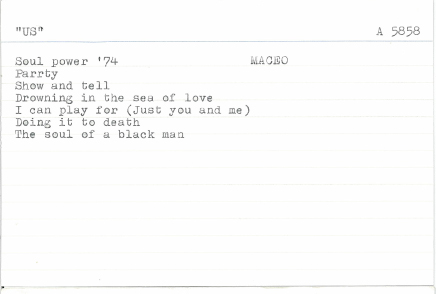 "US" A 5858
Soul power '74 MACEO
Parrty
Show and tell
Drowning in the sea of love
I can play for (Just you and me)
Doing it to death
The soul of a black man